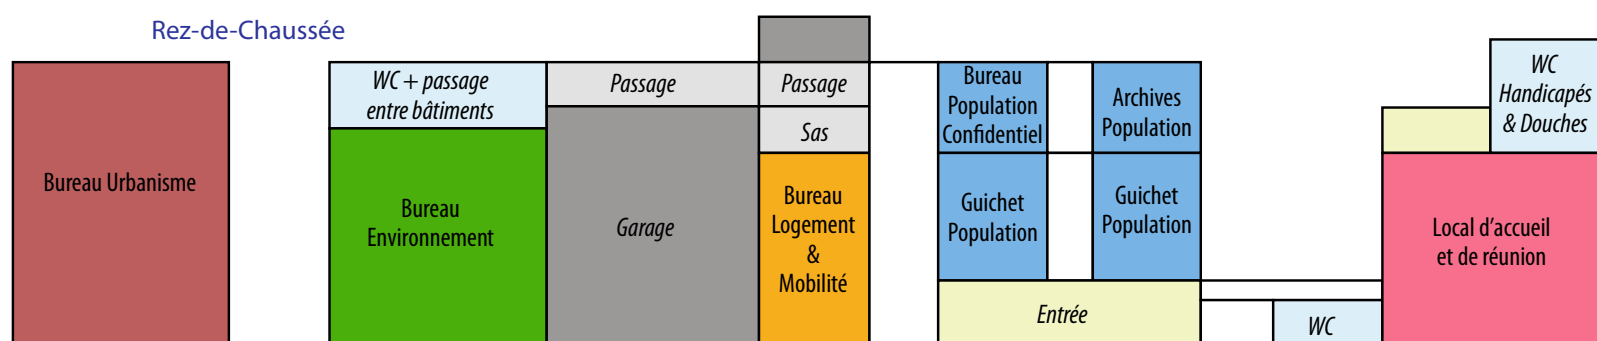 Rez-de-Chaussée
Bureau Urbanisme
WC + passage
entre bâtiments
Bureau
Environnement
Passage
Garage
Passage
Sas
Bureau
Logement
&
Mobilité
Bureau
Population
Confidentiel
Archives
Population
Guichet
Population
Guichet
Population
Entrée
WC
WC
Handicapés
& Douches
Local d'accueil
et de réunion